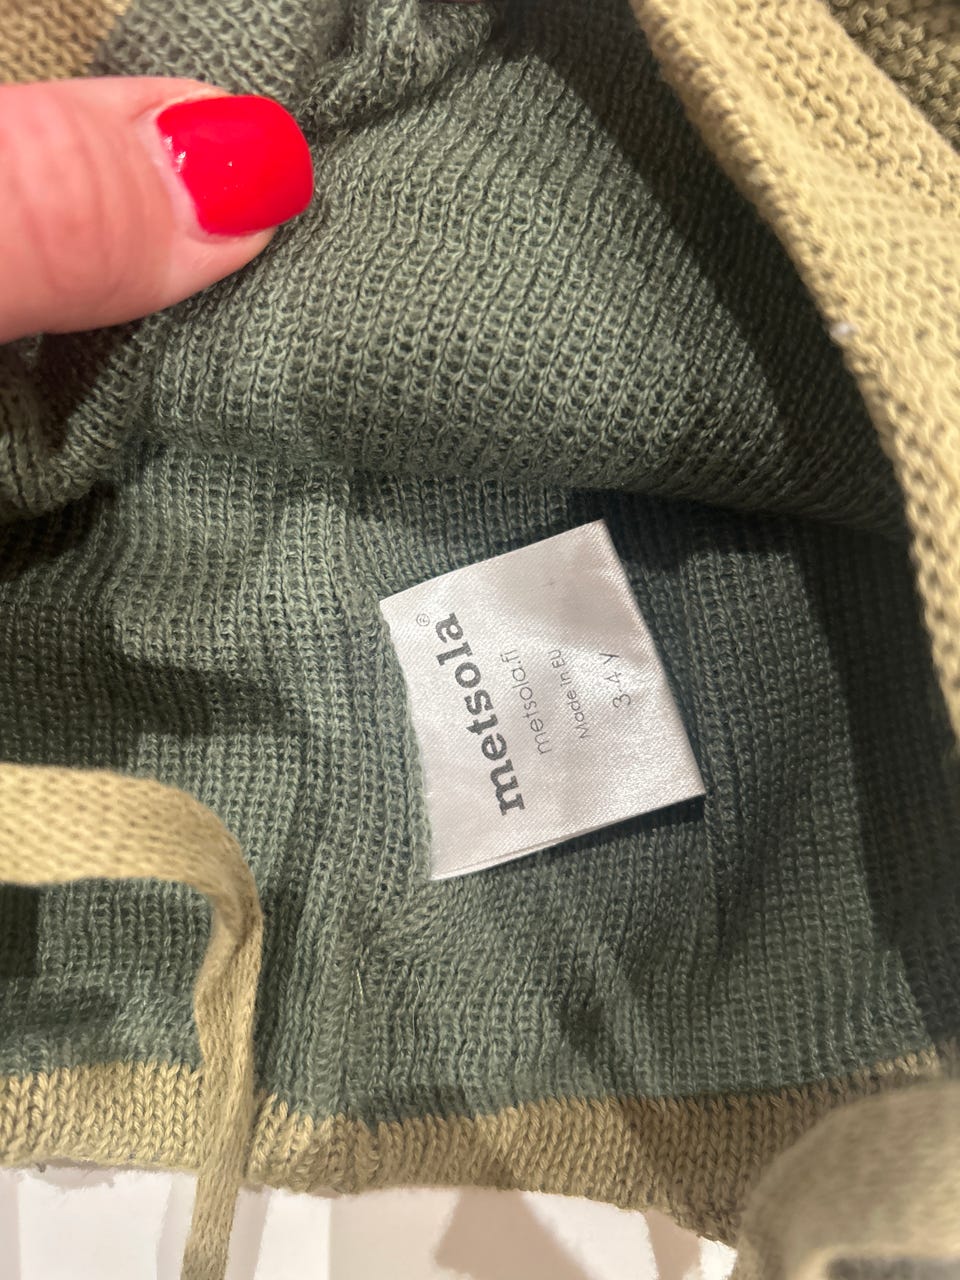 metsola®
metsola.fi
Made in EU
3-4 Y